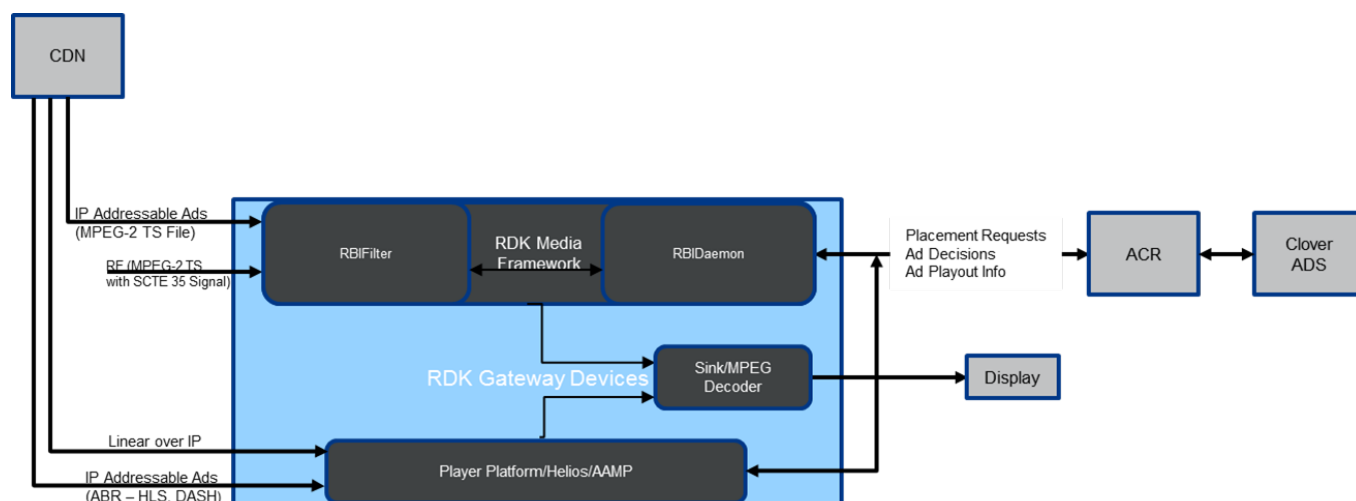 CDN
IP Addressable Ads
(MPEG-2 TS File)
RF (MPEG-2 TS
with SCTE 35 Signal)
RBIFilter
RDK Media
Framework
RBIDaemon
Placement Requests
Ad Decisions
Ad Playout Info
ACR
Clover
ADS
RDK Gateway Devices
Sink/MPEG
Decoder
Display
Linear over IP
IP Addressable Ads
(ABR – HLS, DASH)
Player Platform/Helios/AAMP